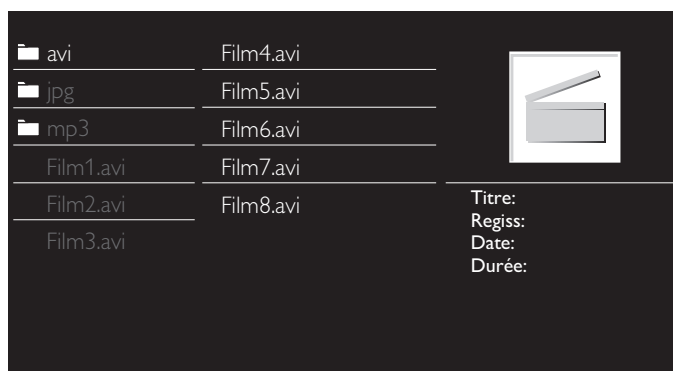 avi
jpg
mp3
Film1.avi
Film2.avi
Film3.avi
Film4.avi
Film5.avi
Film6.avi
Film7.avi
Film8.avi
Titre:
Regiss:
Date:
Durée: